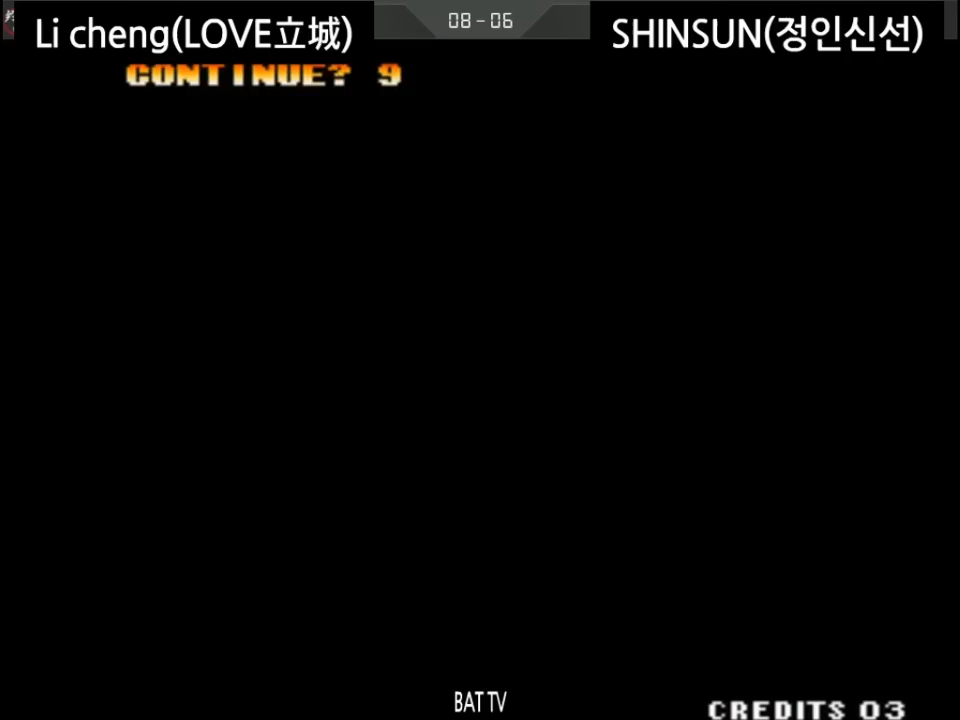 Li cheng(LOVE立城)
08-06
SHINSUN(정인신선)
CONTINUE? 9
BAT TV
CREDITS 03